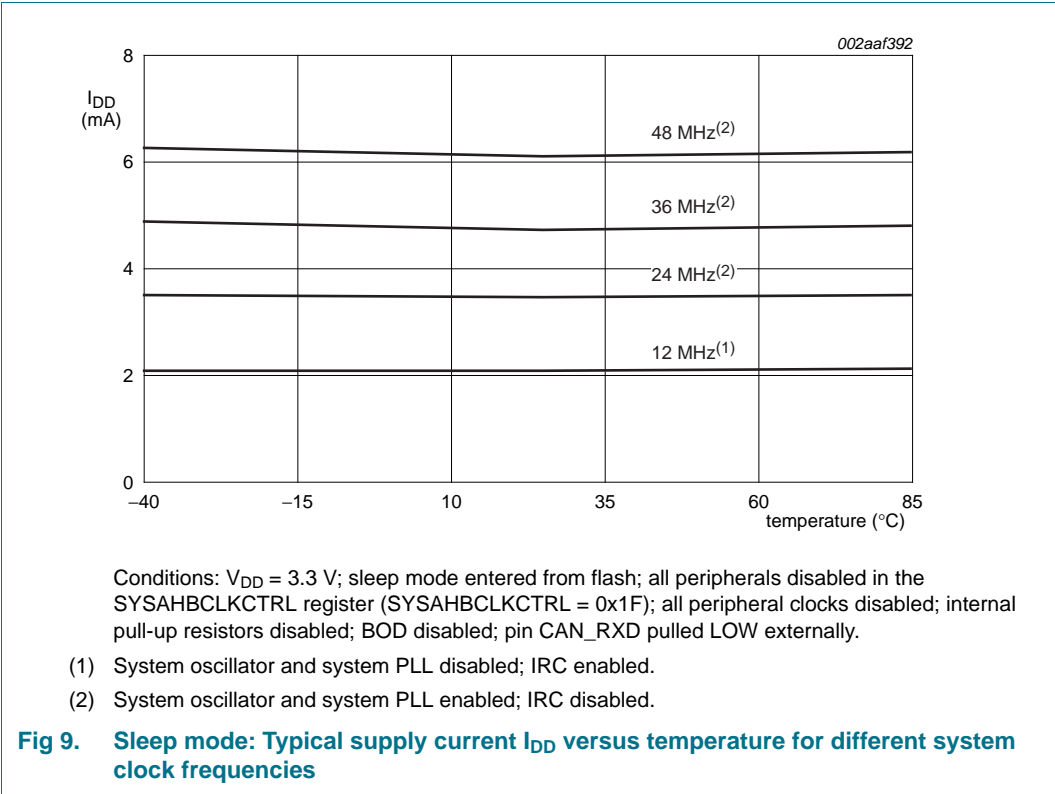 002aaf392
8
I_DD
(mA)
48 MHz(2)
6
36 MHz(2)
4
24 MHz(2)
12 MHz(1)
2
0
−40 −15 10 35 60 85
temperature (°C)
Conditions: V_DD = 3.3 V; sleep mode entered from flash; all peripherals disabled in the
SYSAHBCLKCTRL register (SYSAHBCLKCTRL = 0x1F); all peripheral clocks disabled; internal
pull-up resistors disabled; BOD disabled; pin CAN_RXD pulled LOW externally.
(1) System oscillator and system PLL disabled; IRC enabled.
(2) System oscillator and system PLL enabled; IRC disabled.
Fig 9. Sleep mode: Typical supply current I_DD versus temperature for different system
clock frequencies